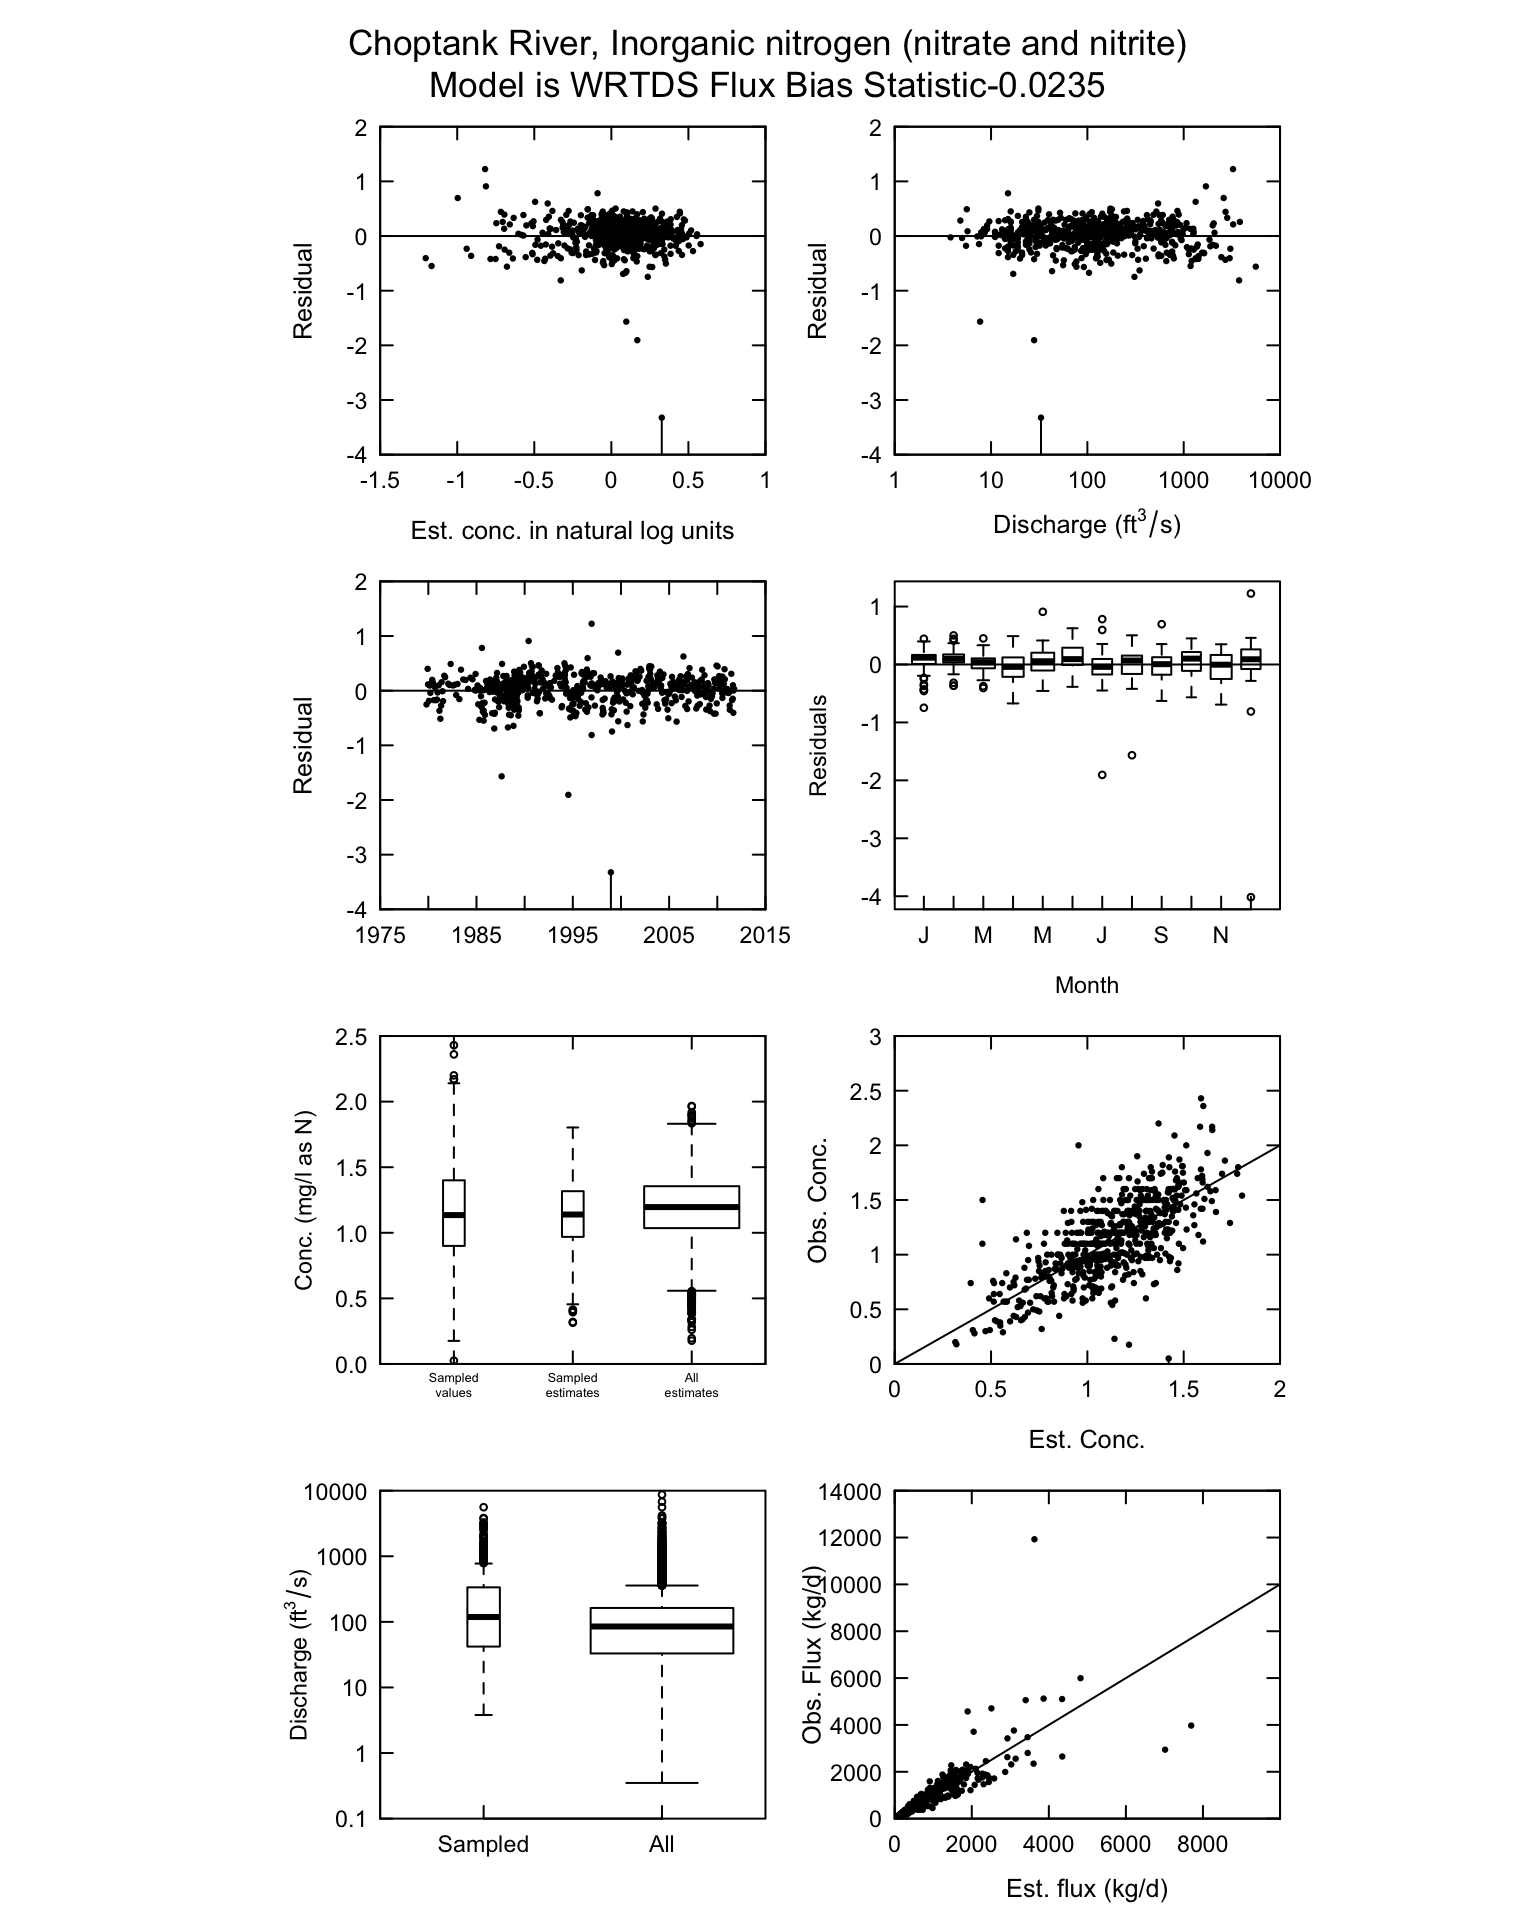 Choptank River, Inorganic nitrogen (nitrate and nitrite)
Model is WRTDS Flux Bias Statistic-0.0235
2
1
0
-1
-2
-3
-4
Residual
-1.5 -1 -0.5 0 0.5 1
Est. conc. in natural log units
2
1
0
-1
-2
-3
-4
Residual
1 10 100 1000 10000
Discharge (ft³/s)
2
1
0
-1
-2
-3
-4
Residual
1975 1985 1995 2005 2015
1
0
-1
-2
-3
-4
Residuals
J M M J S N
Month
2.5
2.0
1.5
1.0
0.5
0.0
Conc. (mg/l as N)
Sampled values
Sampled estimates
All estimates
3
2.5
2
1.5
1
0.5
0
Obs. Conc.
0 0.5 1 1.5 2
Est. Conc.
10000
1000
100
10
1
0.1
Discharge (ft³/s)
Sampled All
14000
12000
10000
8000
6000
4000
2000
0
Obs. Flux (kg/d)
0 2000 4000 6000 8000
Est. flux (kg/d)